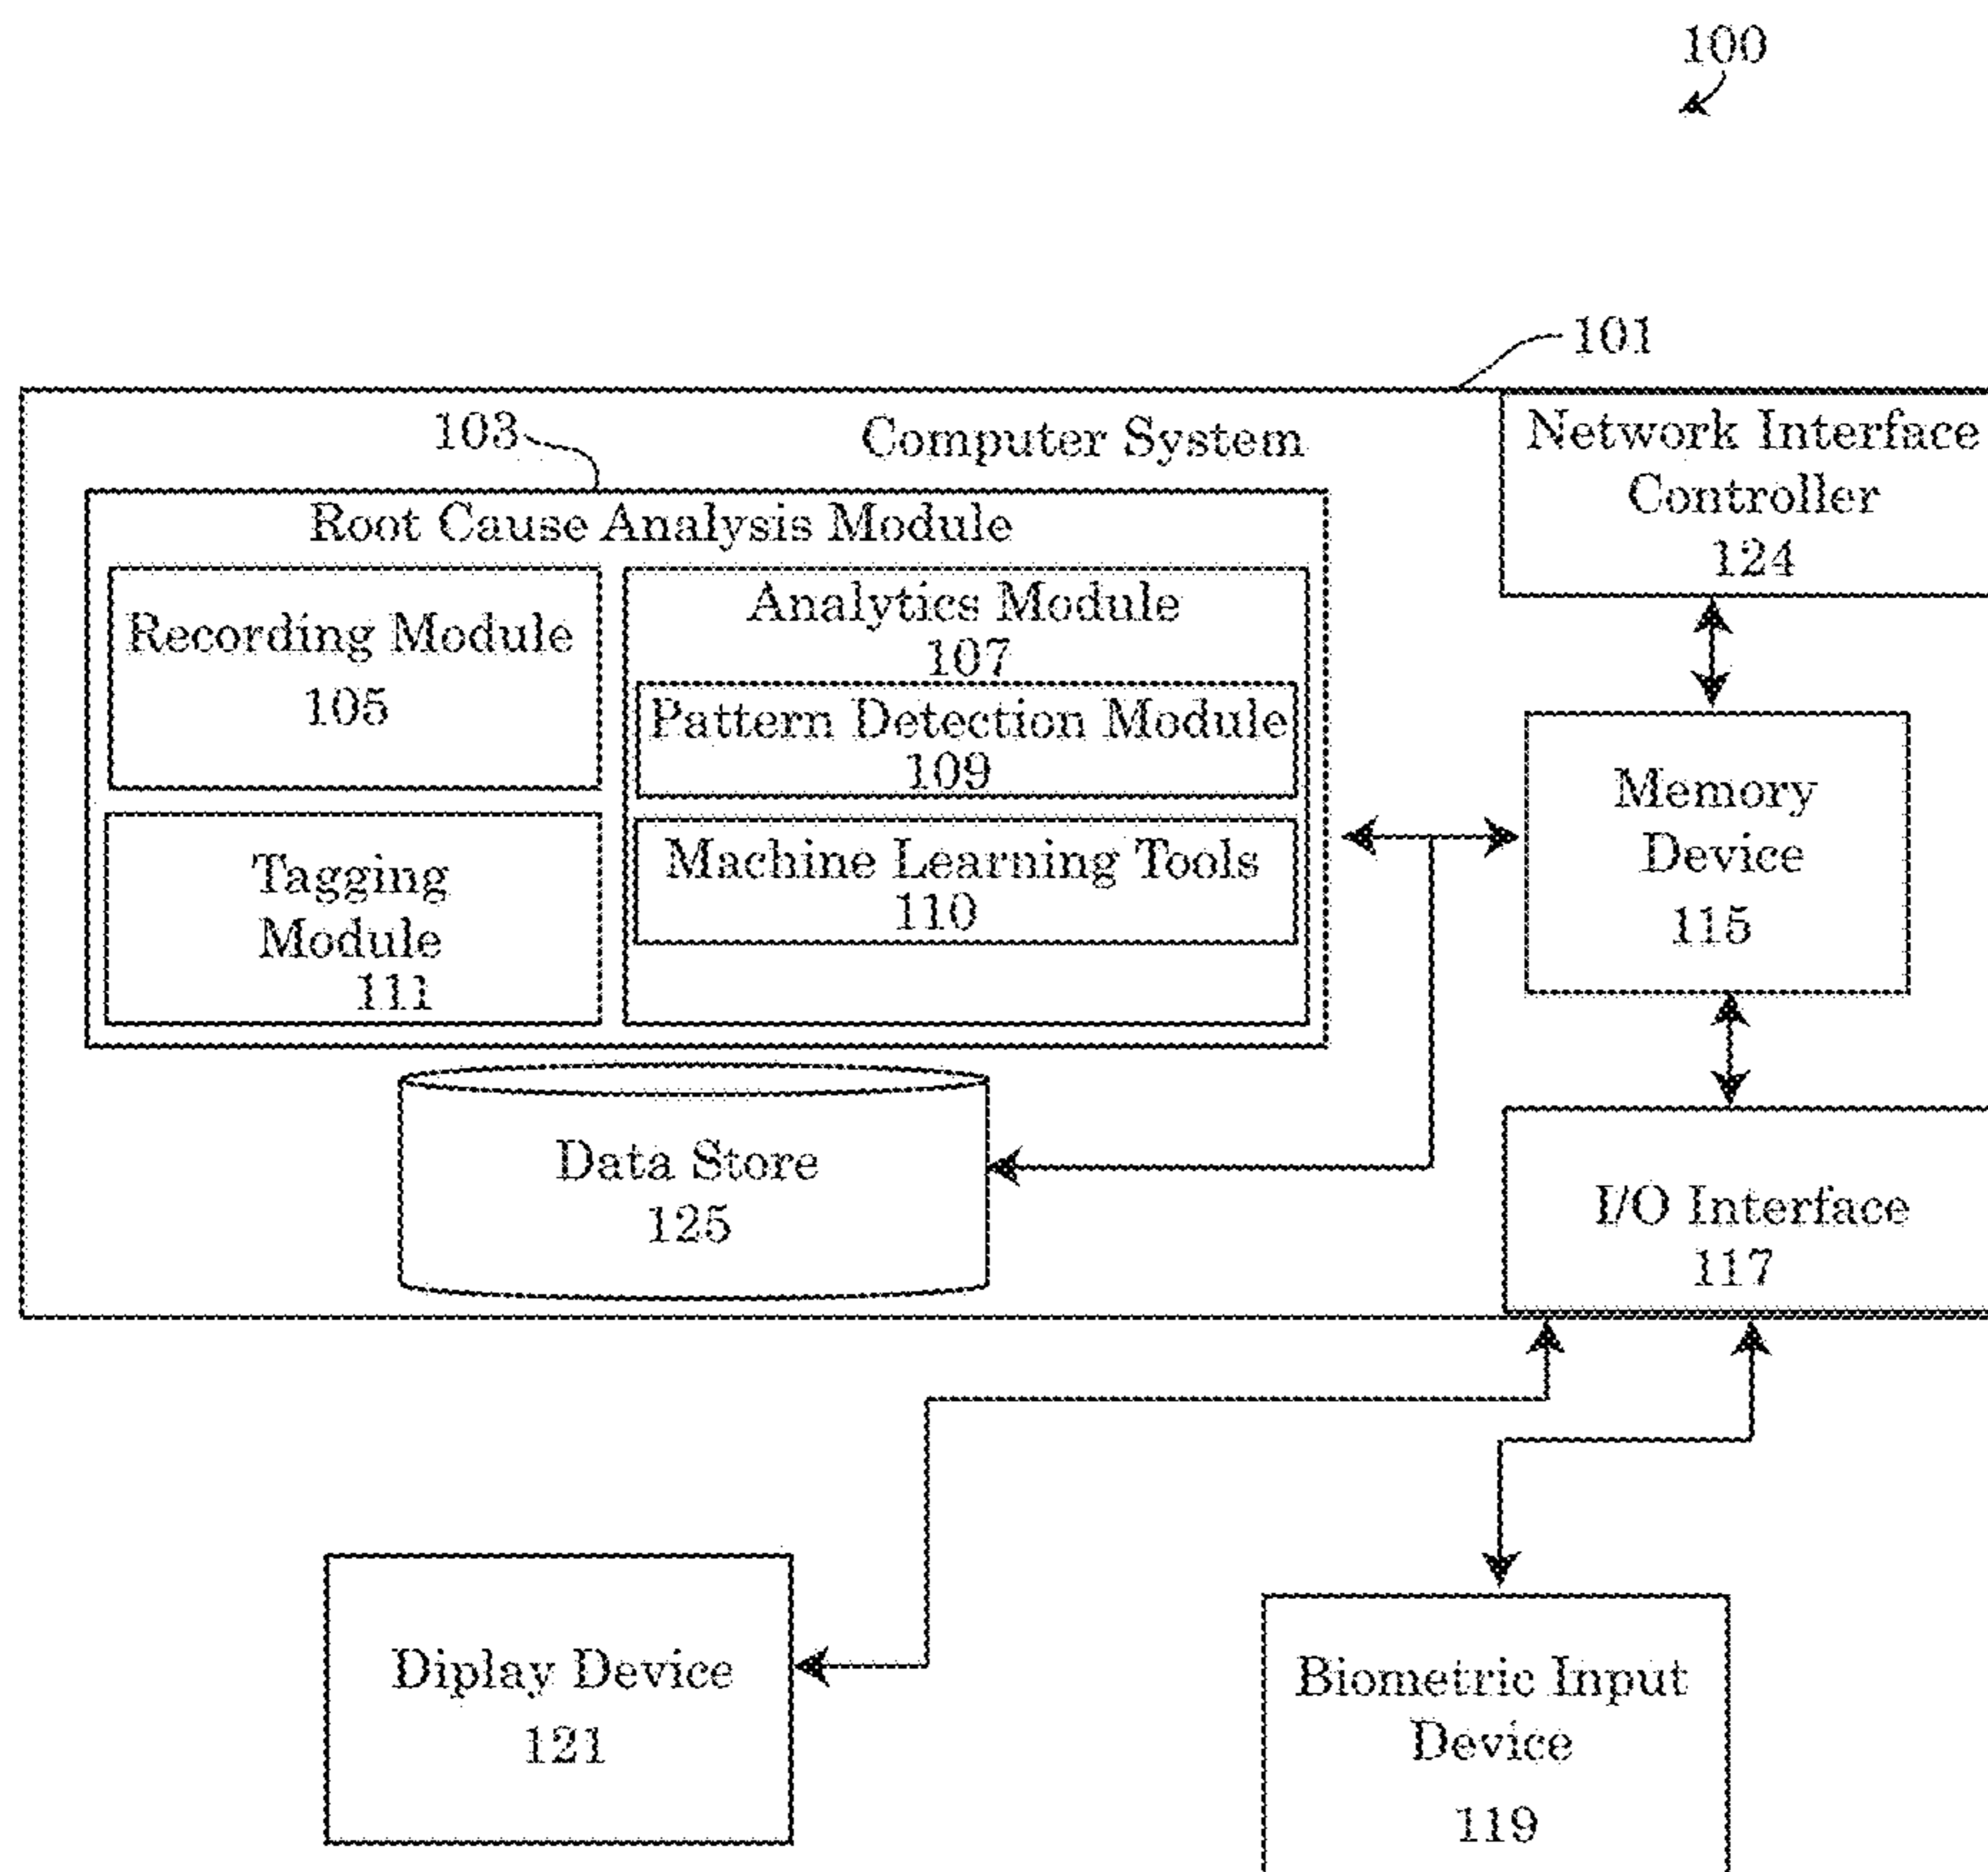 100
101
103
Computer System
Network Interface
Controller
124
Root Cause Analysis Module
Recording Module
105
Analytics Module
107
Pattern Detection Module
109
Machine Learning Tools
110
Tagging
Module
111
Memory
Device
115
Data Store
125
I/O Interface
117
Diplay Device
121
Biometric Input
Device
119